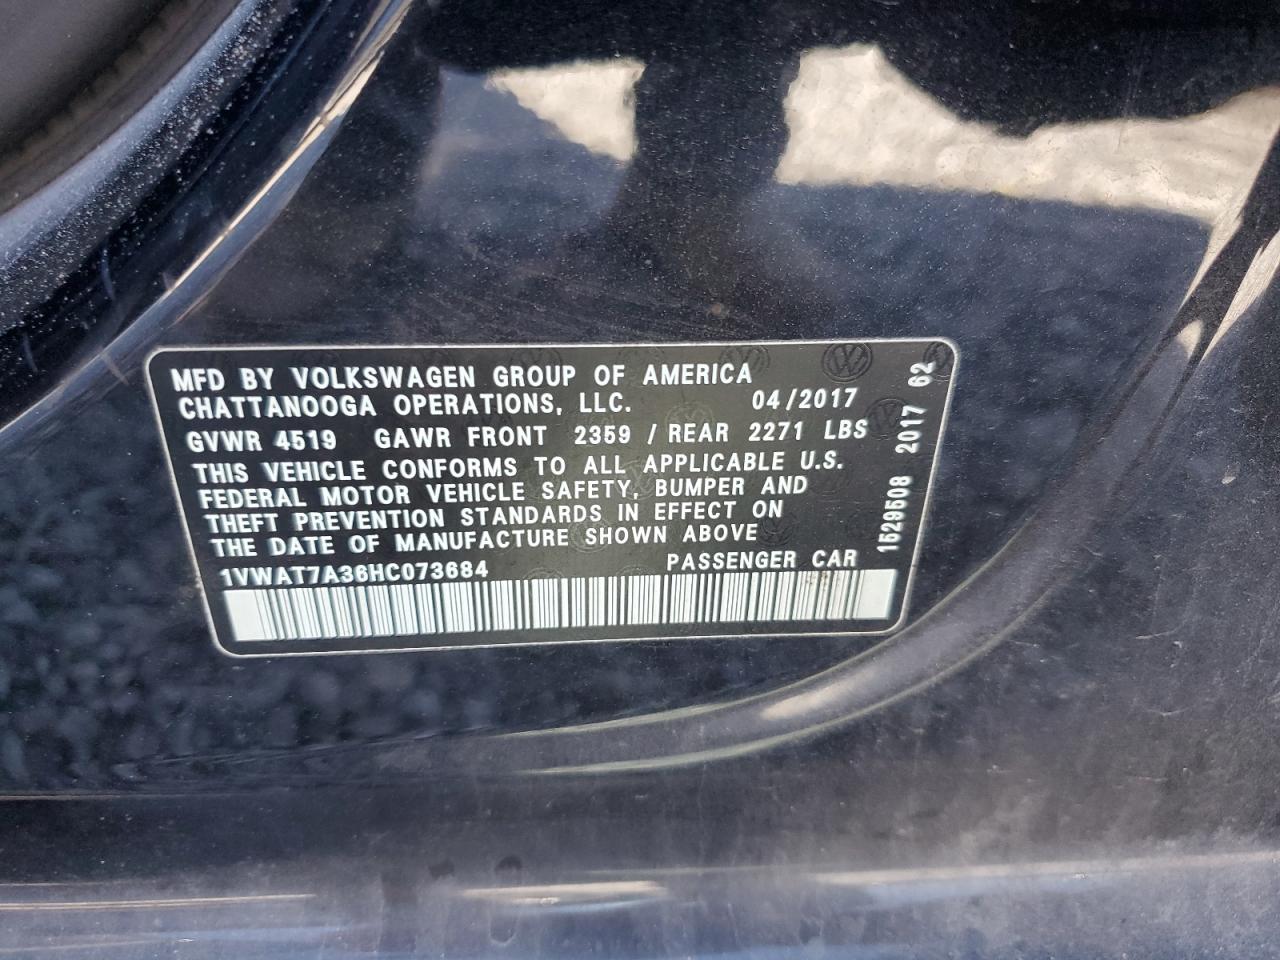 MFD BY VOLKSWAGEN GROUP OF AMERICA
CHATTANOOGA OPERATIONS, LLC. 04/2017
GVWR 4519 GAWR FRONT 2359 / REAR 2271 LBS
THIS VEHICLE CONFORMS TO ALL APPLICABLE U.S.
FEDERAL MOTOR VEHICLE SAFETY, BUMPER AND
THEFT PREVENTION STANDARDS IN EFFECT ON
THE DATE OF MANUFACTURE SHOWN ABOVE
1VWAT7A36HC073684 PASSENGER CAR
1529508 2017 62